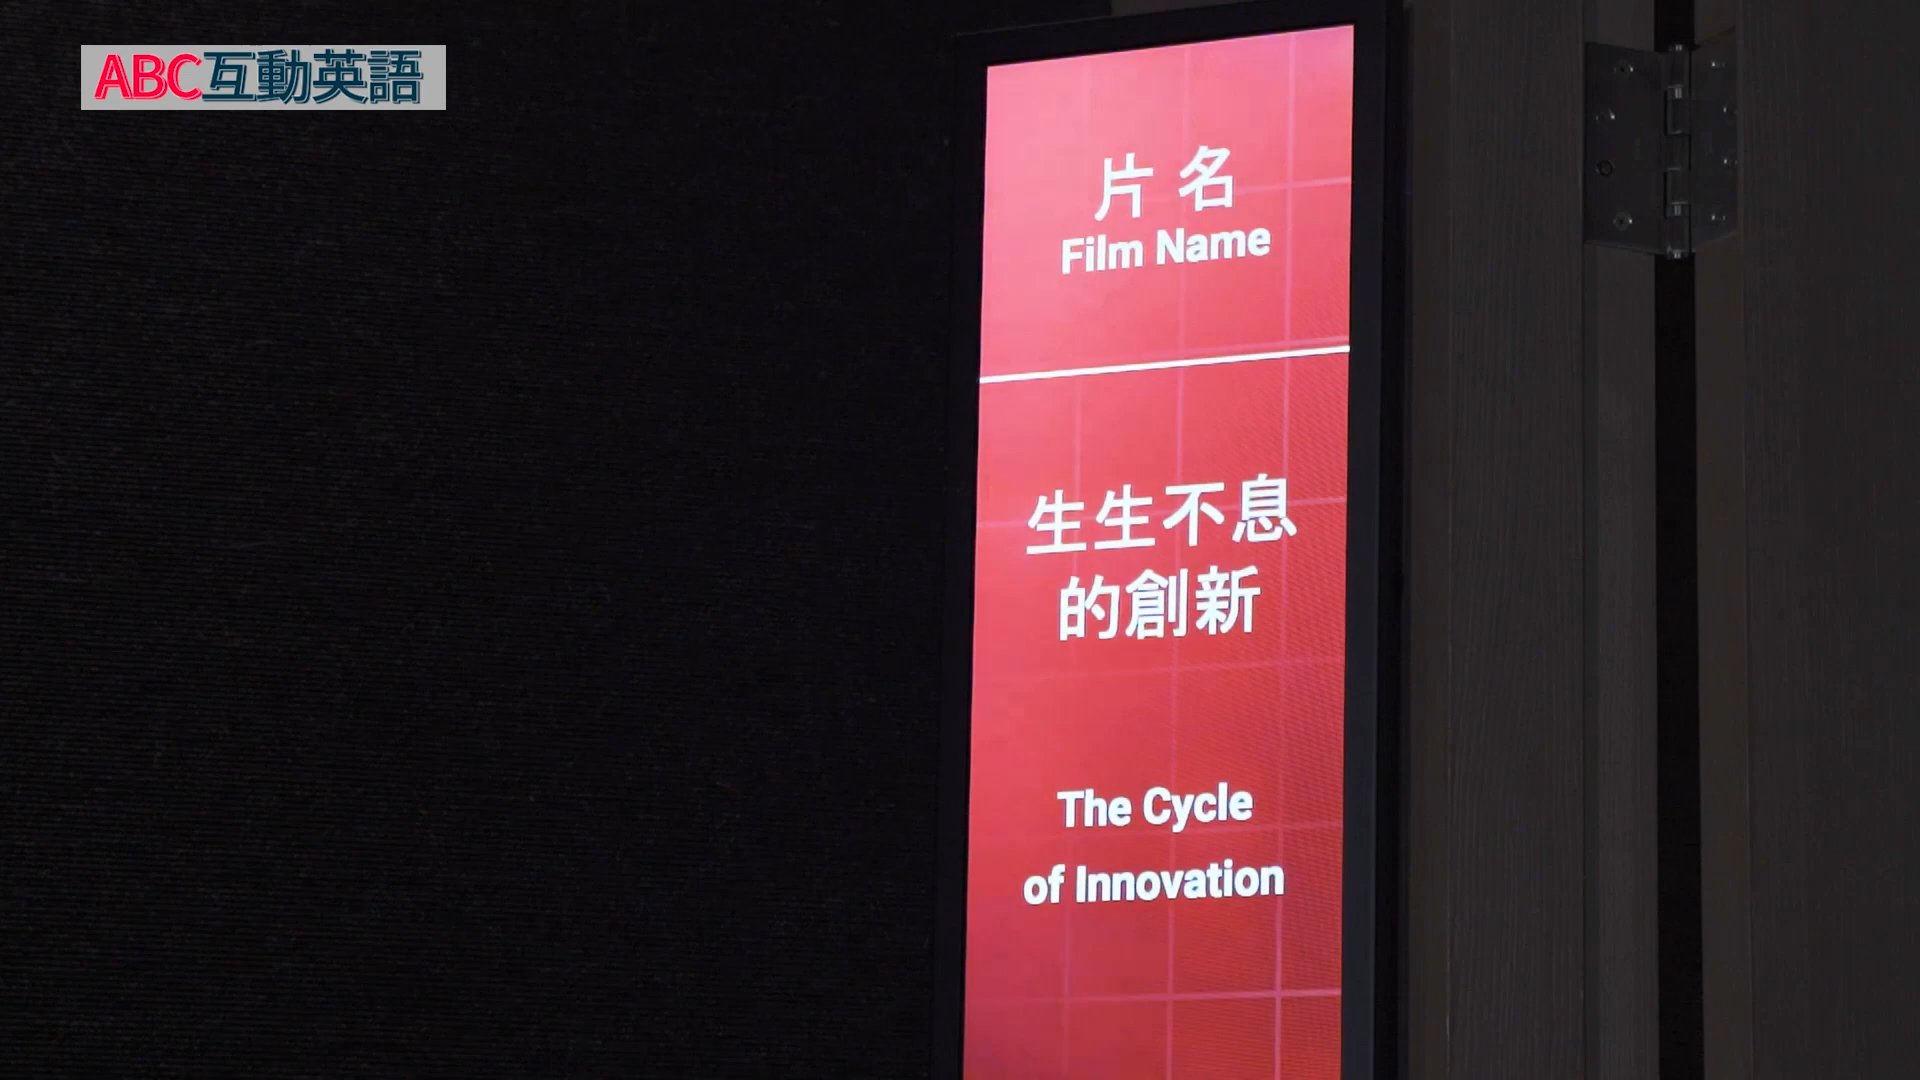 ABC互動英語
片名
Film Name
生生不息
的創新
The Cycle
of Innovation